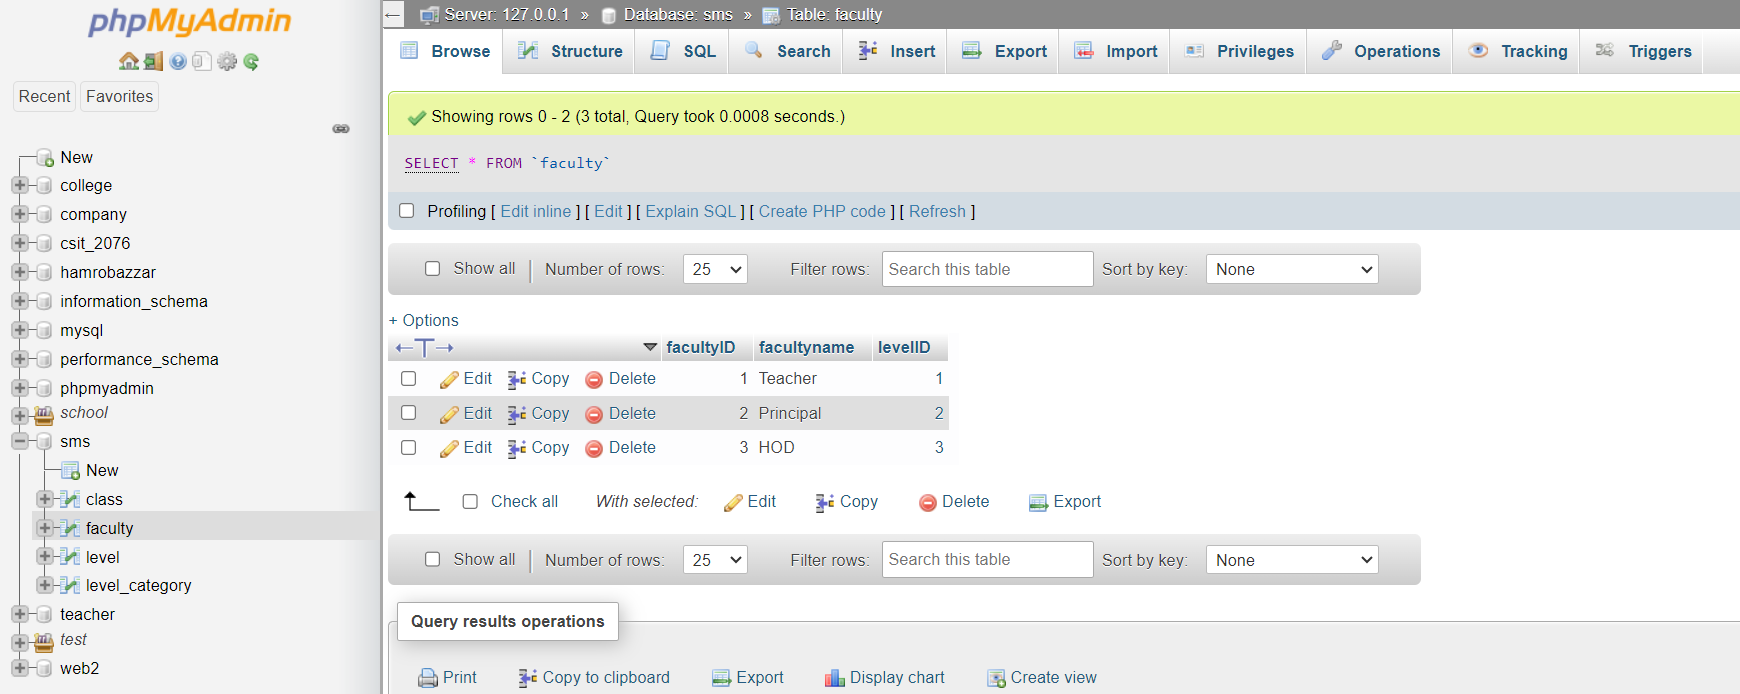 phpMyAdmin
Recent Favorites
New
college
company
csit_2076
hamrobazzar
information_schema
mysql
performance_schema
phpmyadmin
school
sms
New
class
faculty
level
level_category
teacher
test
web2
Server: 127.0.0.1 » Database: sms » Table: faculty
Browse Structure SQL Search Insert Export Import Privileges Operations Tracking Triggers
Showing rows 0 - 2 (3 total, Query took 0.0008 seconds.)
SELECT * FROM `faculty`
Profiling [ Edit inline ] [ Edit ] [ Explain SQL ] [ Create PHP code ] [ Refresh ]
Show all | Number of rows: 25 Filter rows: Search this table Sort by key: None
+ Options
←T→ facultyID facultyname levelID
Edit Copy Delete 1 Teacher 1
Edit Copy Delete 2 Principal 2
Edit Copy Delete 3 HOD 3
Check all With selected: Edit Copy Delete Export
Show all | Number of rows: 25 Filter rows: Search this table Sort by key: None
Query results operations
Print Copy to clipboard Export Display chart Create view